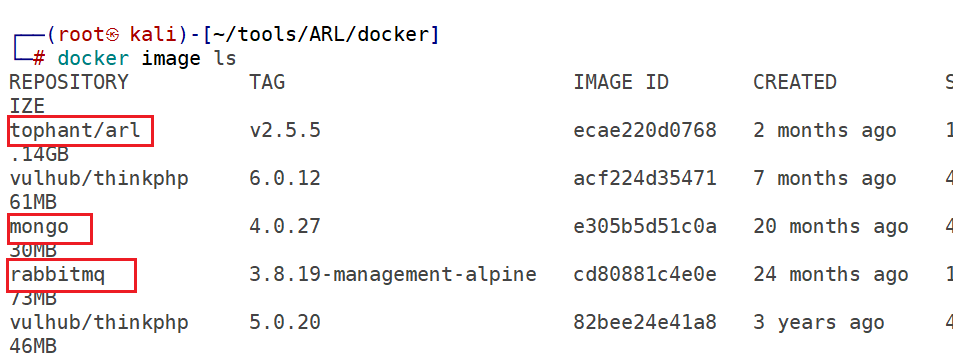 ┌──(root㉿ kali)-[~/tools/ARL/docker]
└─# docker image ls
REPOSITORY          TAG                        IMAGE ID       CREATED         S
IZE
tophant/arl         v2.5.5                     ecae220d0768   2 months ago    1
.14GB
vulhub/thinkphp     6.0.12                     acf224d35471   7 months ago    4
61MB
mongo               4.0.27                     e305b5d51c0a   20 months ago   4
30MB
rabbitmq            3.8.19-management-alpine   cd80881c4e0e   24 months ago   1
73MB
vulhub/thinkphp     5.0.20                     82bee24e41a8   3 years ago     4
46MB